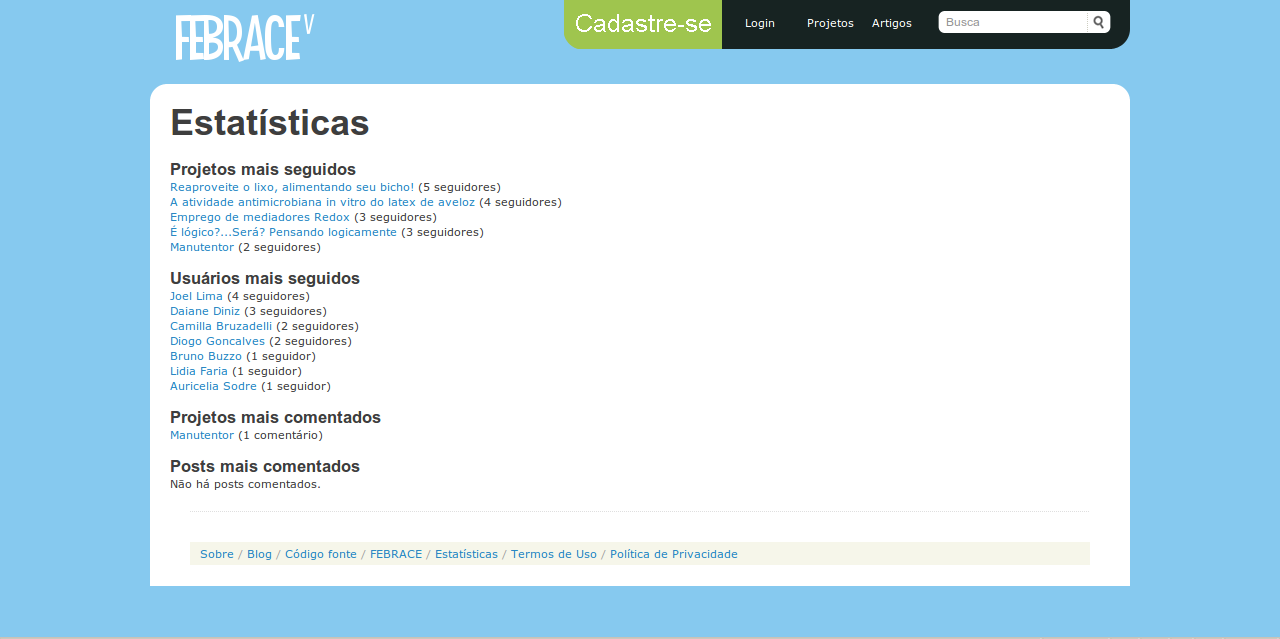 FEBRACE V
Cadastre-se
Login
Projetos
Artigos
Busca
Estatísticas
Projetos mais seguidos
Reaproveite o lixo, alimentando seu bicho! (5 seguidores)
A atividade antimicrobiana in vitro do latex de aveloz (4 seguidores)
Emprego de mediadores Redox (3 seguidores)
É lógico?...Será? Pensando logicamente (3 seguidores)
Manutentor (2 seguidores)
Usuários mais seguidos
Joel Lima (4 seguidores)
Daiane Diniz (3 seguidores)
Camilla Bruzadelli (2 seguidores)
Diogo Goncalves (2 seguidores)
Bruno Buzzo (1 seguidor)
Lidia Faria (1 seguidor)
Auricelia Sodre (1 seguidor)
Projetos mais comentados
Manutentor (1 comentário)
Posts mais comentados
Não há posts comentados.
Sobre / Blog / Código fonte / FEBRACE / Estatísticas / Termos de Uso / Política de Privacidade